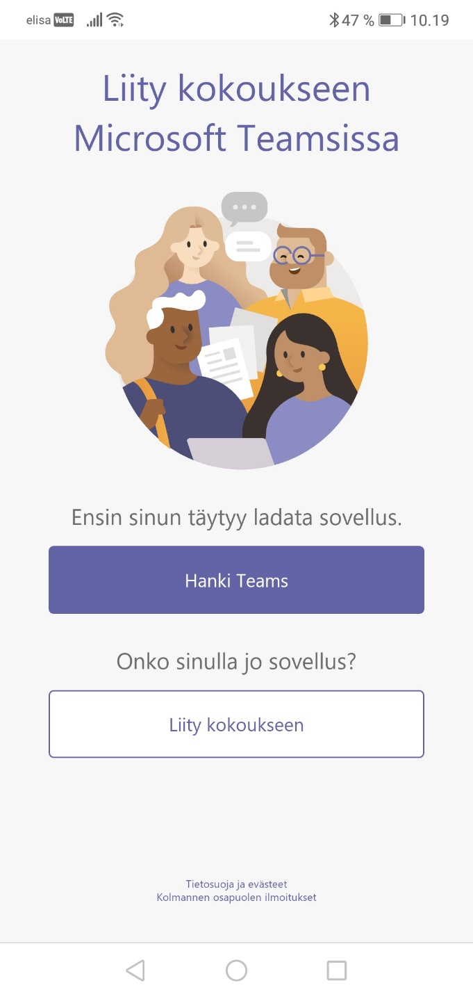 elisa VoLTE 47 % 10.19
Liity kokoukseen
Microsoft Teamsissa
Ensin sinun täytyy ladata sovellus.
Hanki Teams
Onko sinulla jo sovellus?
Liity kokoukseen
Tietosuoja ja evästeet
Kolmannen osapuolen ilmoitukset